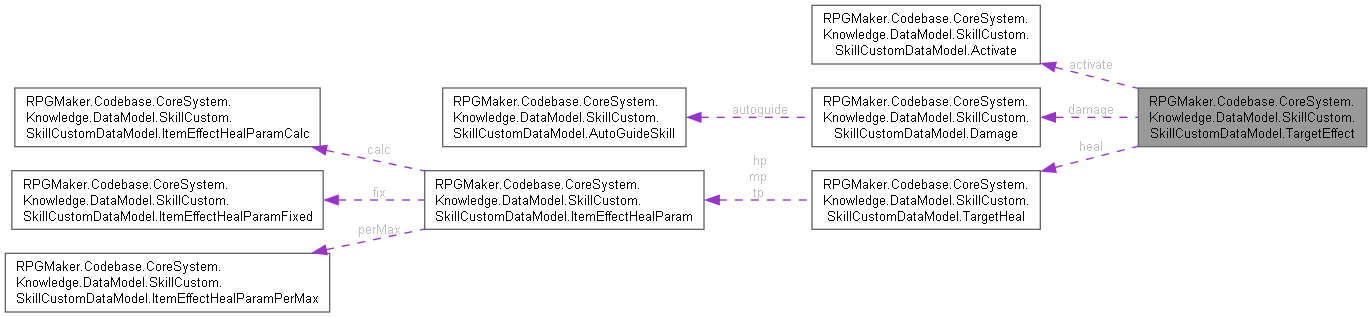 RPGMaker.Codebase.CoreSystem.
Knowledge.DataModel.SkillCustom.
SkillCustomDataModel.Activate
activate
RPGMaker.Codebase.CoreSystem.
Knowledge.DataModel.SkillCustom.
SkillCustomDataModel.ItemEffectHealParamCalc
RPGMaker.Codebase.CoreSystem.
Knowledge.DataModel.SkillCustom.
SkillCustomDataModel.AutoGuideSkill
autoguide
RPGMaker.Codebase.CoreSystem.
Knowledge.DataModel.SkillCustom.
SkillCustomDataModel.Damage
damage
RPGMaker.Codebase.CoreSystem.
Knowledge.DataModel.SkillCustom.
SkillCustomDataModel.TargetEffect
calc
heal
RPGMaker.Codebase.CoreSystem.
Knowledge.DataModel.SkillCustom.
SkillCustomDataModel.ItemEffectHealParamFixed
fix
RPGMaker.Codebase.CoreSystem.
Knowledge.DataModel.SkillCustom.
SkillCustomDataModel.ItemEffectHealParam
hp
mp
tp
RPGMaker.Codebase.CoreSystem.
Knowledge.DataModel.SkillCustom.
SkillCustomDataModel.TargetHeal
perMax
RPGMaker.Codebase.CoreSystem.
Knowledge.DataModel.SkillCustom.
SkillCustomDataModel.ItemEffectHealParamPerMax